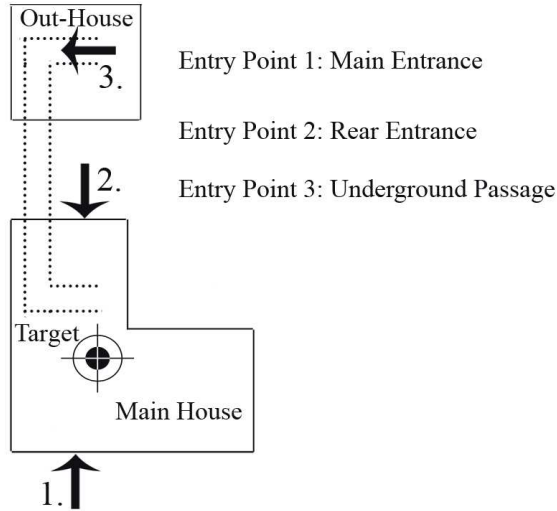 Out-House
3.
Entry Point 1: Main Entrance
Entry Point 2: Rear Entrance
2.
Entry Point 3: Underground Passage
Target
Main House
1.